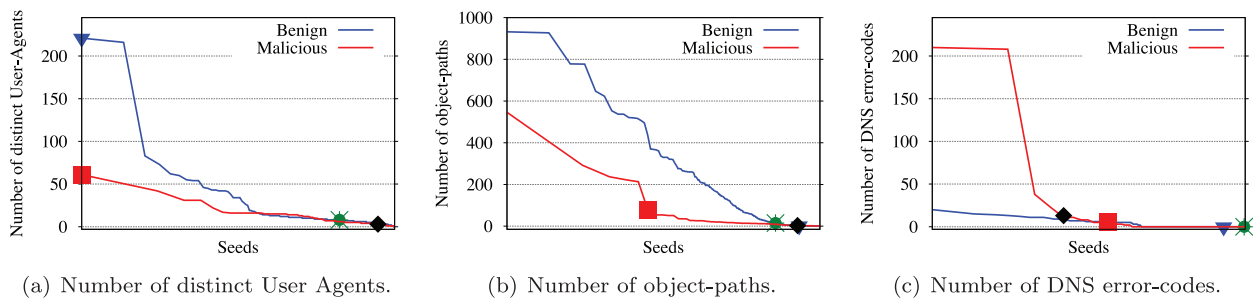 Number of distinct User-Agents
200
150
100
50
0
Benign
Malicious
Seeds
(a) Number of distinct User Agents.
Number of object-paths
1000
800
600
400
200
0
Benign
Malicious
Seeds
(b) Number of object-paths.
Number of DNS error-codes
200
150
100
50
0
Benign
Malicious
Seeds
(c) Number of DNS error-codes.